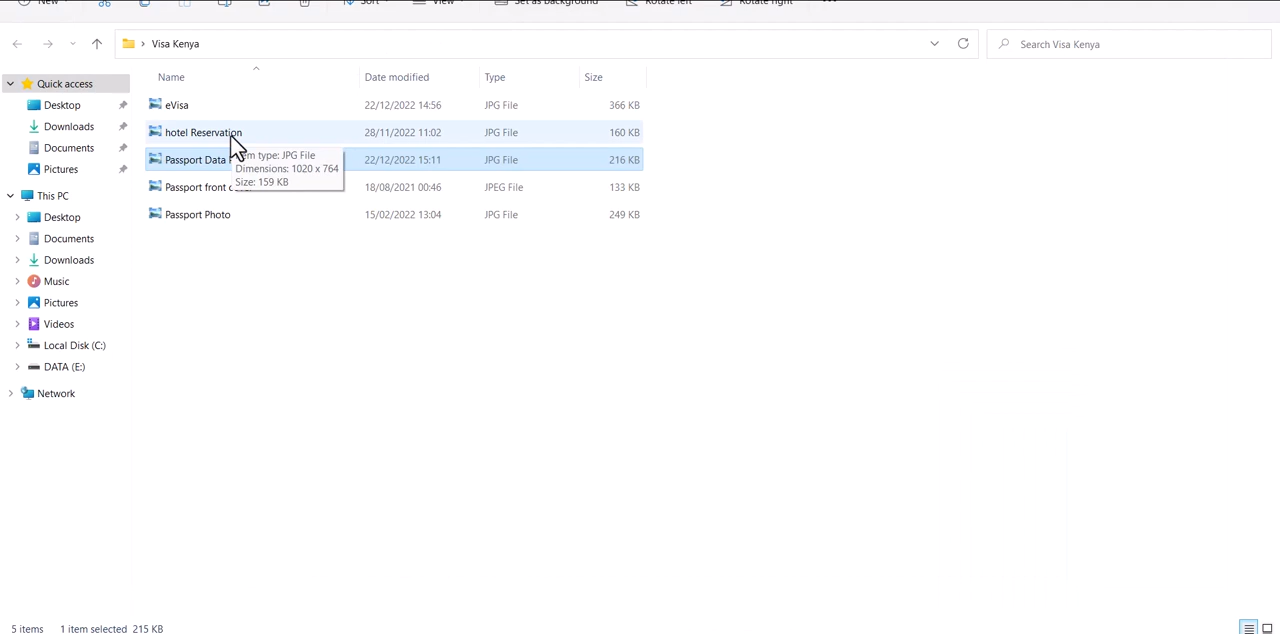 New Sort View Set as background Rotate left Rotate right ...
Visa Kenya Search Visa Kenya
Name Date modified Type Size
Quick access
eVisa 22/12/2022 14:56 JPG File 366 KB
Desktop
hotel Reservation 28/11/2022 11:02 JPG File 160 KB
Downloads
Documents
Item type: JPG File
Passport Data 22/12/2022 15:11 JPG File 216 KB
Dimensions: 1020 x 764
Pictures
Size: 159 KB
Passport front 18/08/2021 00:46 JPEG File 133 KB
This PC
Passport Photo 15/02/2022 13:04 JPG File 249 KB
Desktop
Documents
Downloads
Music
Pictures
Videos
Local Disk (C:)
DATA (E:)
Network
5 items 1 item selected 215 KB